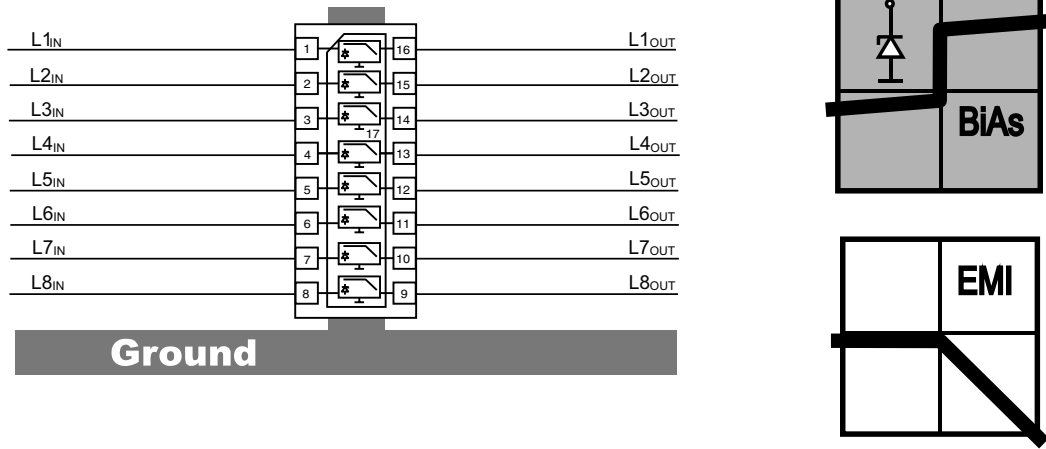 L1IN 1 16 L1OUT
L2IN 2 15 L2OUT
L3IN 3 14 L3OUT
17
L4IN 4 13 L4OUT
L5IN 5 12 L5OUT
L6IN 6 11 L6OUT
L7IN 7 10 L7OUT
L8IN 8 9 L8OUT
Ground
BiAs
EMI